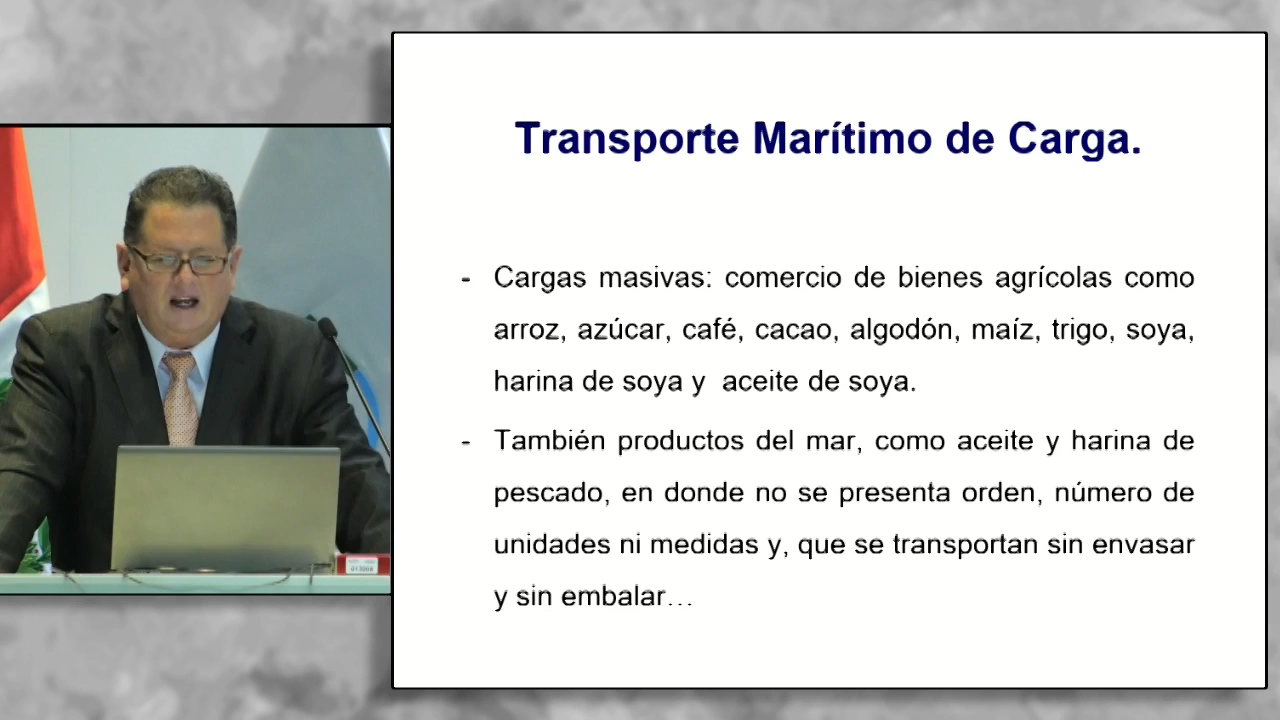 Transporte Marítimo de Carga.
- Cargas masivas: comercio de bienes agrícolas como
arroz, azúcar, café, cacao, algodón, maíz, trigo, soya,
harina de soya y aceite de soya.
- También productos del mar, como aceite y harina de
pescado, en donde no se presenta orden, número de
unidades ni medidas y, que se transportan sin envasar
y sin embalar…